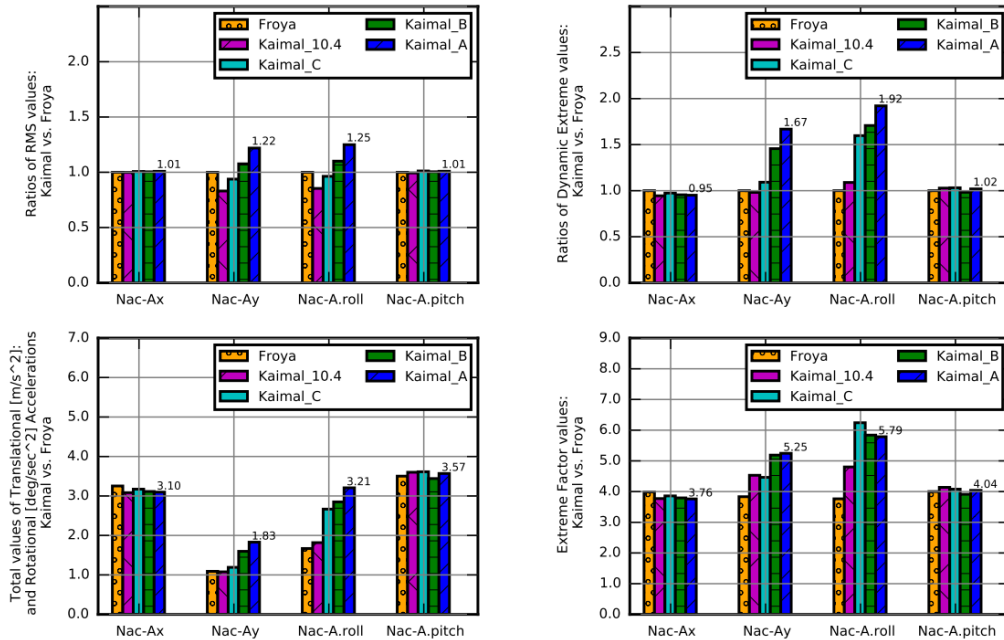 Ratios of RMS values:
Kaimal vs. Froya
2.5
2.0
1.5
1.0
0.5
0.0
Froya
Kaimal_10.4
Kaimal_C
Kaimal_B
Kaimal_A
1.01
1.22
1.25
1.01
Nac-Ax
Nac-Ay
Nac-A.roll
Nac-A.pitch
Ratios of Dynamic Extreme values:
Kaimal vs. Froya
3.0
2.5
2.0
1.5
1.0
0.5
0.0
Froya
Kaimal_10.4
Kaimal_C
Kaimal_B
Kaimal_A
0.95
1.67
1.92
1.02
Nac-Ax
Nac-Ay
Nac-A.roll
Nac-A.pitch
Total values of Translational [m/s^2]:
and Rotational [deg/sec^2] Accelerations
Kaimal vs. Froya
7.0
6.0
5.0
4.0
3.0
2.0
1.0
0.0
Froya
Kaimal_10.4
Kaimal_C
Kaimal_B
Kaimal_A
3.10
1.83
3.21
3.57
Nac-Ax
Nac-Ay
Nac-A.roll
Nac-A.pitch
Extreme Factor values:
Kaimal vs. Froya
9.0
8.0
7.0
6.0
5.0
4.0
3.0
2.0
1.0
0.0
Froya
Kaimal_10.4
Kaimal_C
Kaimal_B
Kaimal_A
3.76
5.25
5.79
4.04
Nac-Ax
Nac-Ay
Nac-A.roll
Nac-A.pitch